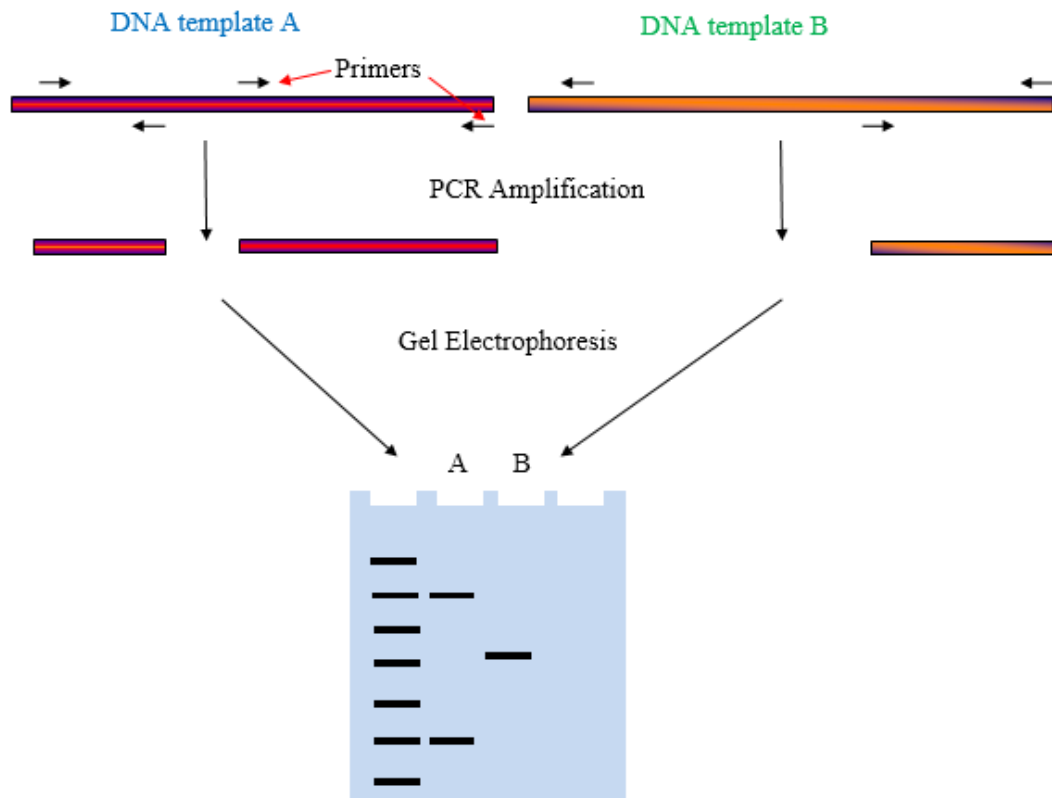 DNA template A
DNA template B
Primers
PCR Amplification
Gel Electrophoresis
A
B